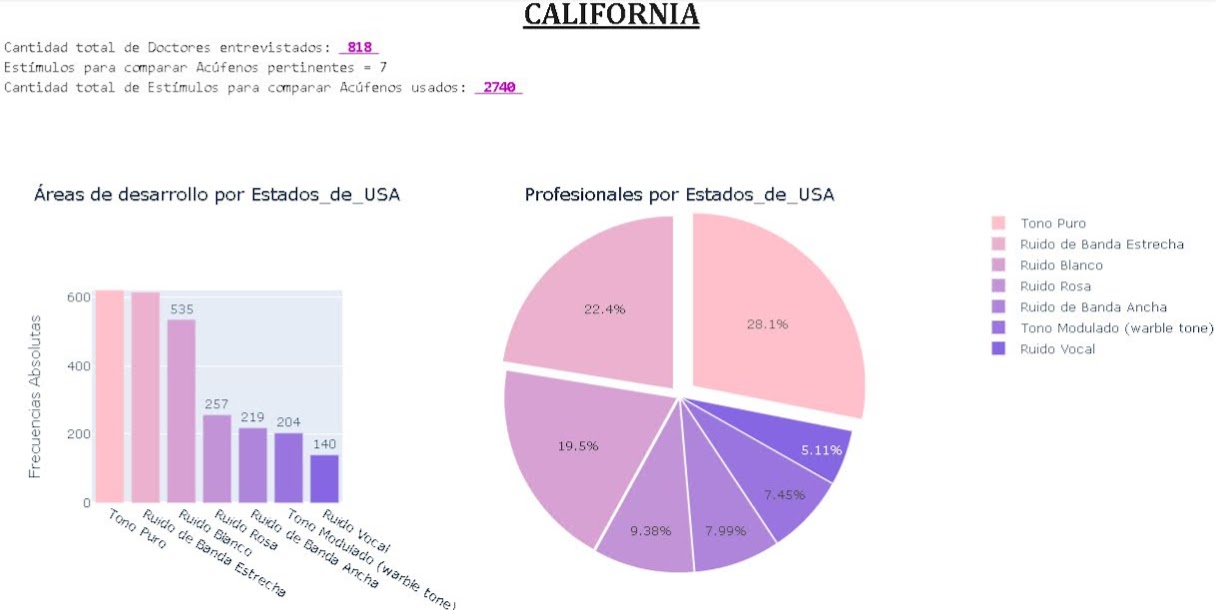 CALIFORNIA
Cantidad total de Doctores entrevistados: 818
Estímulos para comparar Acúfenos pertinentes = 7
Cantidad total de Estímulos para comparar Acúfenos usados: 2740
Áreas de desarrollo por Estados_de_USA
Frecuencias Absolutas
600
400
200
0
535
257
219
204
140
Tono Puro
Ruido de Banda Estrecha
Ruido Blanco
Ruido Rosa
Ruido de Banda Ancha
Tono Modulado (warble tone)
Ruido Vocal
Profesionales por Estados_de_USA
22.4%
28.1%
19.5%
5.11%
7.45%
9.38%
7.99%
Tono Puro
Ruido de Banda Estrecha
Ruido Blanco
Ruido Rosa
Ruido de Banda Ancha
Tono Modulado (warble tone)
Ruido Vocal